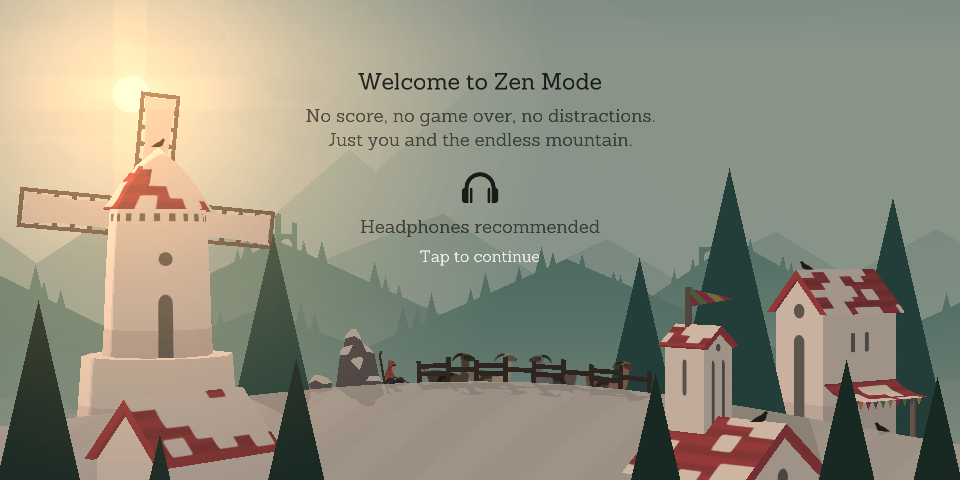 Welcome to Zen Mode
No score, no game over, no distractions.
Just you and the endless mountain.
Headphones recommended
Tap to continue